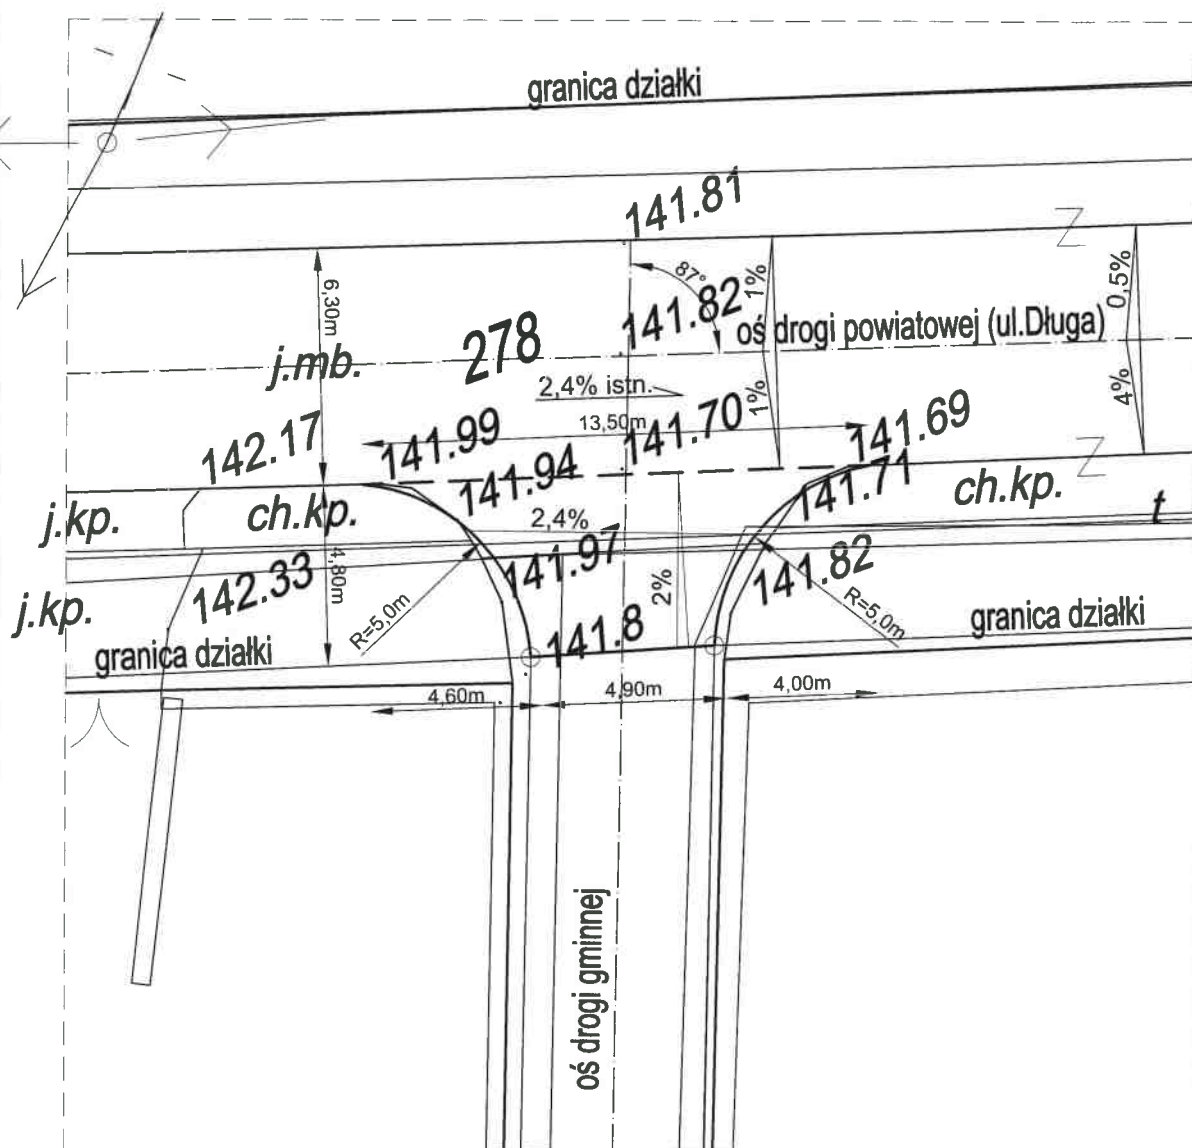 granica działki
141.81
Z
87°
1%
0,5%
6,30m
141.82
278
oś drogi powiatowej (ul.Długa)
j.mb.
2,4% istn.
1%
4%
13,50m
141.70
141.69
142.17
141.99
141.94
141.71
Z
j.kp.
ch.kp.
ch.kp.
t
2,4%
141.97
142.33
4,80m
2%
141.82
j.kp.
R=5,0m
R=5,0m
granica działki
141.8
granica działki
4,60m
4,90m
4,00m
oś drogi gminnej